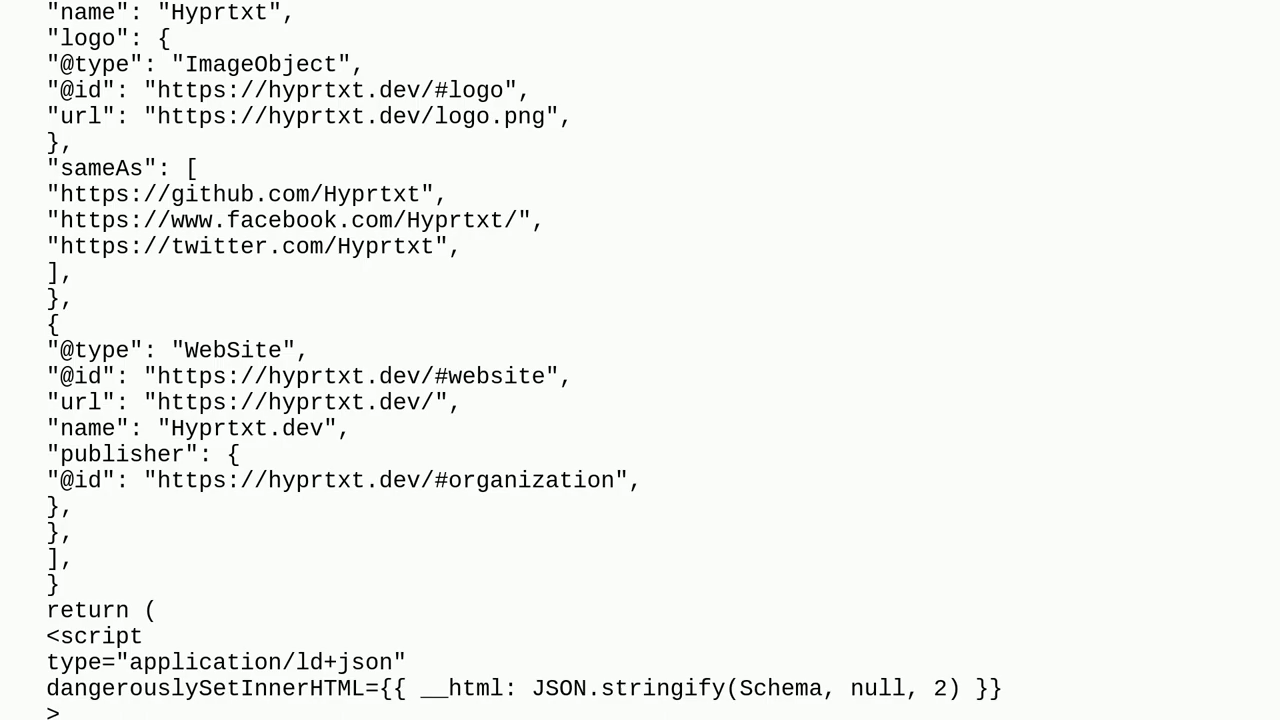 "name": "Hyprtxt",
"logo": {
"@type": "ImageObject",
"@id": "https://hyprtxt.dev/#logo",
"url": "https://hyprtxt.dev/logo.png",
},
"sameAs": [
"https://github.com/Hyprtxt",
"https://www.facebook.com/Hyprtxt/",
"https://twitter.com/Hyprtxt",
],
},
{
"@type": "WebSite",
"@id": "https://hyprtxt.dev/#website",
"url": "https://hyprtxt.dev/",
"name": "Hyprtxt.dev",
"publisher": {
"@id": "https://hyprtxt.dev/#organization",
},
},
],
}
return (
<script
type="application/ld+json"
dangerouslySetInnerHTML={{ __html: JSON.stringify(Schema, null, 2) }}
>